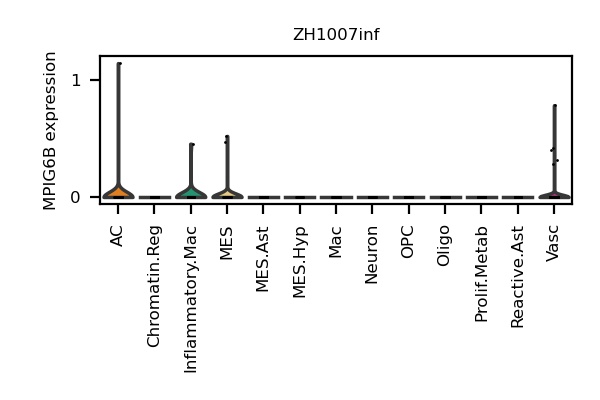 ZH1007inf
MPIG6B expression
1
0
AC
Chromatin.Reg
Inflammatory.Mac
MES
MES.Ast
MES.Hyp
Mac
Neuron
OPC
Oligo
Prolif.Metab
Reactive.Ast
Vasc